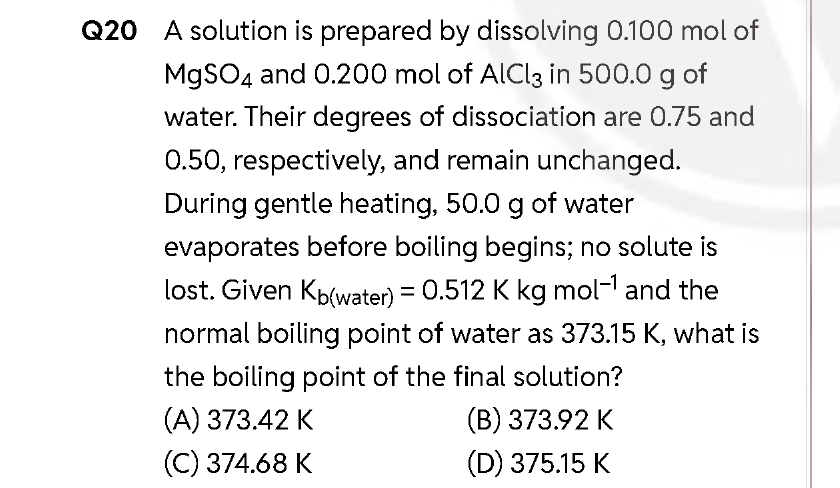 Q20 A solution is prepared by dissolving 0.100 mol of
MgSO₄ and 0.200 mol of AlCl₃ in 500.0 g of
water. Their degrees of dissociation are 0.75 and
0.50, respectively, and remain unchanged.
During gentle heating, 50.0 g of water
evaporates before boiling begins; no solute is
lost. Given K_b(water) = 0.512 K kg mol⁻¹ and the
normal boiling point of water as 373.15 K, what is
the boiling point of the final solution?
(A) 373.42 K (B) 373.92 K
(C) 374.68 K (D) 375.15 K